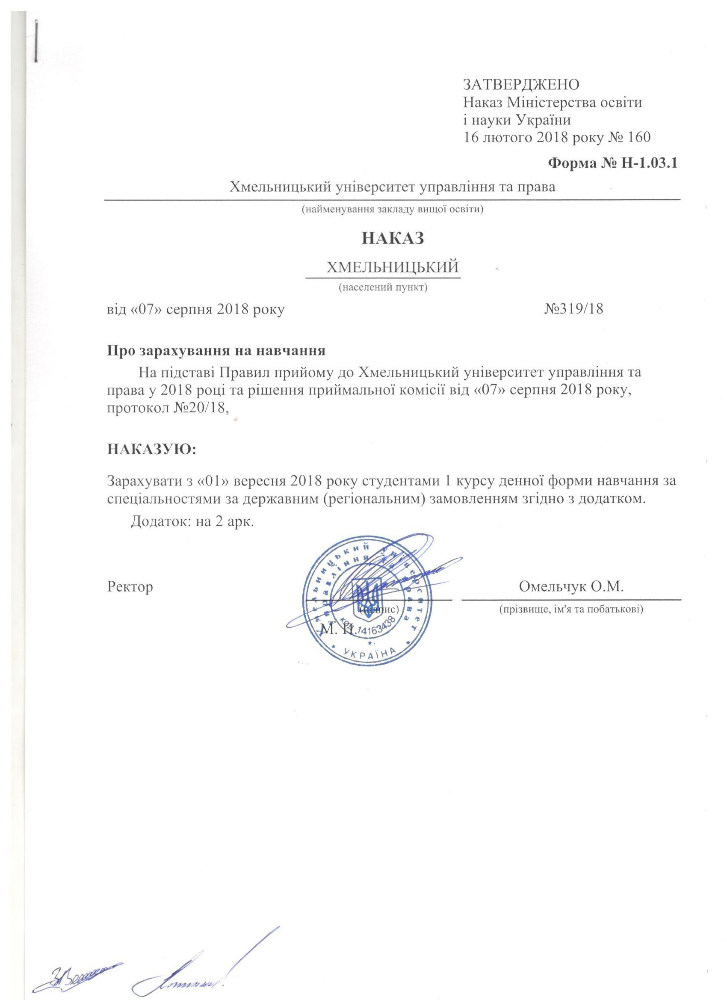 ЗАТВЕРДЖЕНО
Наказ Міністерства освіти
і науки України
16 лютого 2018 року № 160
Форма № Н-1.03.1
Хмельницький університет управління та права
(найменування закладу вищої освіти)
НАКАЗ
ХМЕЛЬНИЦЬКИЙ
(населений пункт)
від «07» серпня 2018 року №319/18
Про зарахування на навчання
На підставі Правил прийому до Хмельницький університет управління та
права у 2018 році та рішення приймальної комісії від «07» серпня 2018 року,
протокол №20/18,
НАКАЗУЮ:
Зарахувати з «01» вересня 2018 року студентами 1 курсу денної форми навчання за
спеціальностями за державним (регіональним) замовленням згідно з додатком.
Додаток: на 2 арк.
Ректор Омельчук О.М.
(підпис) (прізвище, ім'я та побатькові)
М. П.
Хмельницький університет
управління та права
код 14163438
* УКРАЇНА *